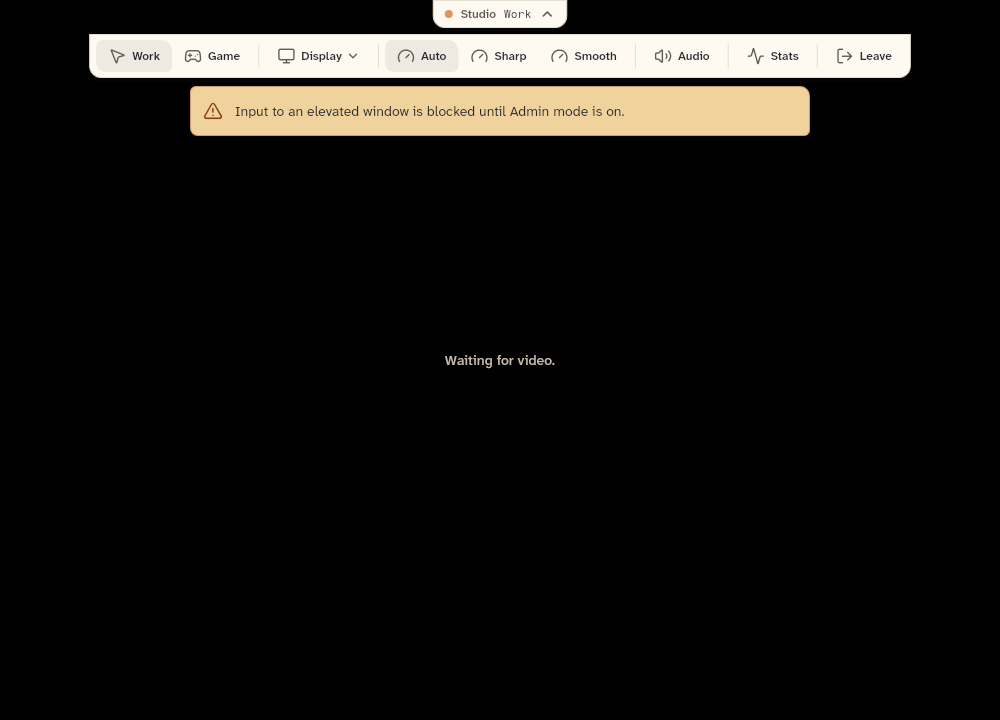 Studio Work
Work Game Display Auto Sharp Smooth Audio Stats Leave
Input to an elevated window is blocked until Admin mode is on.
Waiting for video.